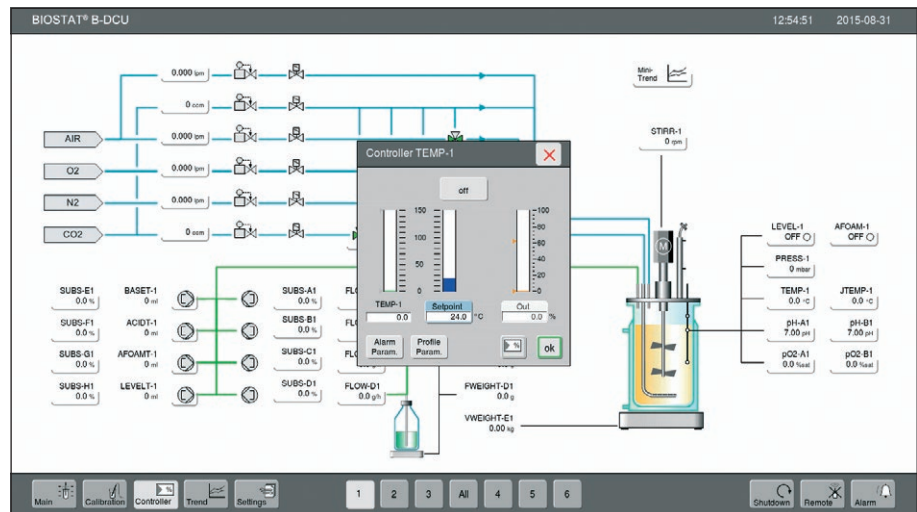 BIOSTAT® B-DCU
12:54:51 2015-08-31
Mini-
Trend
0.000 lpm
0 ccm
AIR 0.000 lpm
O2 0.000 lpm
N2 0.000 lpm
CO2 0 ccm
STIRR-1
0 rpm
M
Controller TEMP-1
off
150
100
50
0
100
80
60
40
20
0
TEMP-1
0.0
Setpoint
24.0 °C
Out
0.0 %
Alarm
Param.
Profile
Param.
%
ok
LEVEL-1 AFOAM-1
OFF OFF
PRESS-1
0 mbar
TEMP-1 JTEMP-1
0.0 °C 0.0 °C
pH-A1 pH-B1
7.00 pH 7.00 pH
pO2-A1 pO2-B1
0.0 %sat 0.0 %sat
SUBS-E1 BASET-1 SUBS-A1
0.0 % 0 ml 0.0 %
SUBS-F1 ACIDT-1 SUBS-B1
0.0 % 0 ml 0.0 %
SUBS-G1 AFOAMT-1 SUBS-C1
0.0 % 0 ml 0.0 %
SUBS-H1 LEVELT-1 SUBS-D1 FLOW-D1 FWEIGHT-D1
0.0 % 0 ml 0.0 % 0.0 g/h 0.0 g
VWEIGHT-E1
0.00 kg
Main Calibration Controller Trend Settings 1 2 3 All 4 5 6 Shutdown Remote Alarm